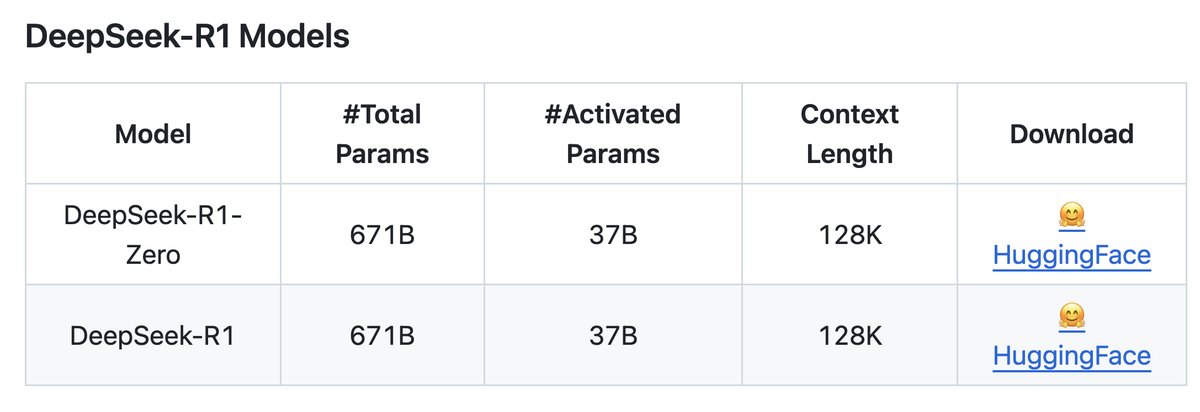 DeepSeek-R1 Models
Model
#Total
Params
#Activated
Params
Context
Length
Download
DeepSeek-R1-
Zero
671B
37B
128K
🤗
HuggingFace
DeepSeek-R1
671B
37B
128K
🤗
HuggingFace